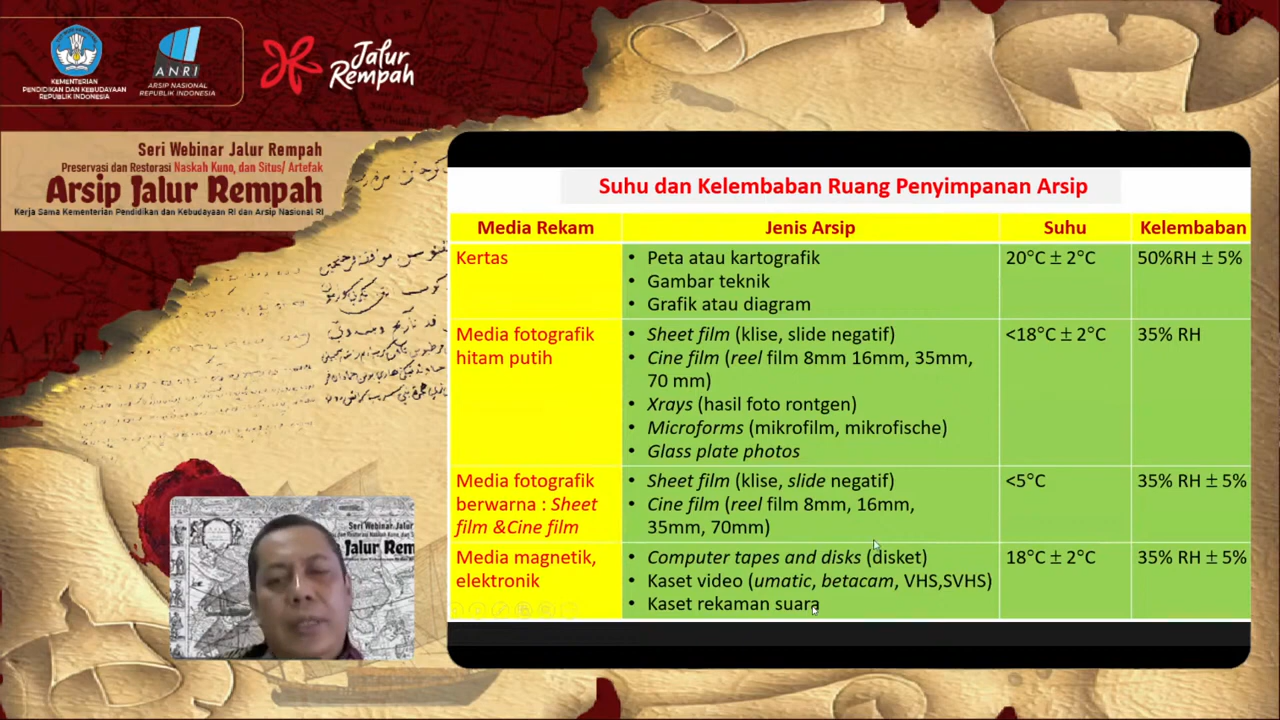 KEMENTERIAN
PENDIDIKAN DAN KEBUDAYAAN
REPUBLIK INDONESIA
ANRI
ARSIP NASIONAL
REPUBLIK INDONESIA
Jalur
Rempah
Seri Webinar Jalur Rempah
Preservasi dan Restorasi Naskah Kuno, dan Situs/ Artefak
Arsip Jalur Rempah
Kerja Sama Kementerian Pendidikan dan Kebudayaan RI dan Arsip Nasional RI
Suhu dan Kelembaban Ruang Penyimpanan Arsip
Media Rekam Jenis Arsip Suhu Kelembaban
Kertas • Peta atau kartografik 20°C ± 2°C 50%RH ± 5%
• Gambar teknik
• Grafik atau diagram
Media fotografik • Sheet film (klise, slide negatif) <18°C ± 2°C 35% RH
hitam putih • Cine film (reel film 8mm 16mm, 35mm,
70 mm)
• Xrays (hasil foto rontgen)
• Microforms (mikrofilm, mikrofische)
• Glass plate photos
Media fotografik • Sheet film (klise, slide negatif) <5°C 35% RH ± 5%
berwarna : Sheet • Cine film (reel film 8mm, 16mm,
film &Cine film 35mm, 70mm)
Media magnetik, • Computer tapes and disks (disket) 18°C ± 2°C 35% RH ± 5%
elektronik • Kaset video (umatic, betacam, VHS,SVHS)
• Kaset rekaman suara
Seri Webinar Jalur
Jalur Rem